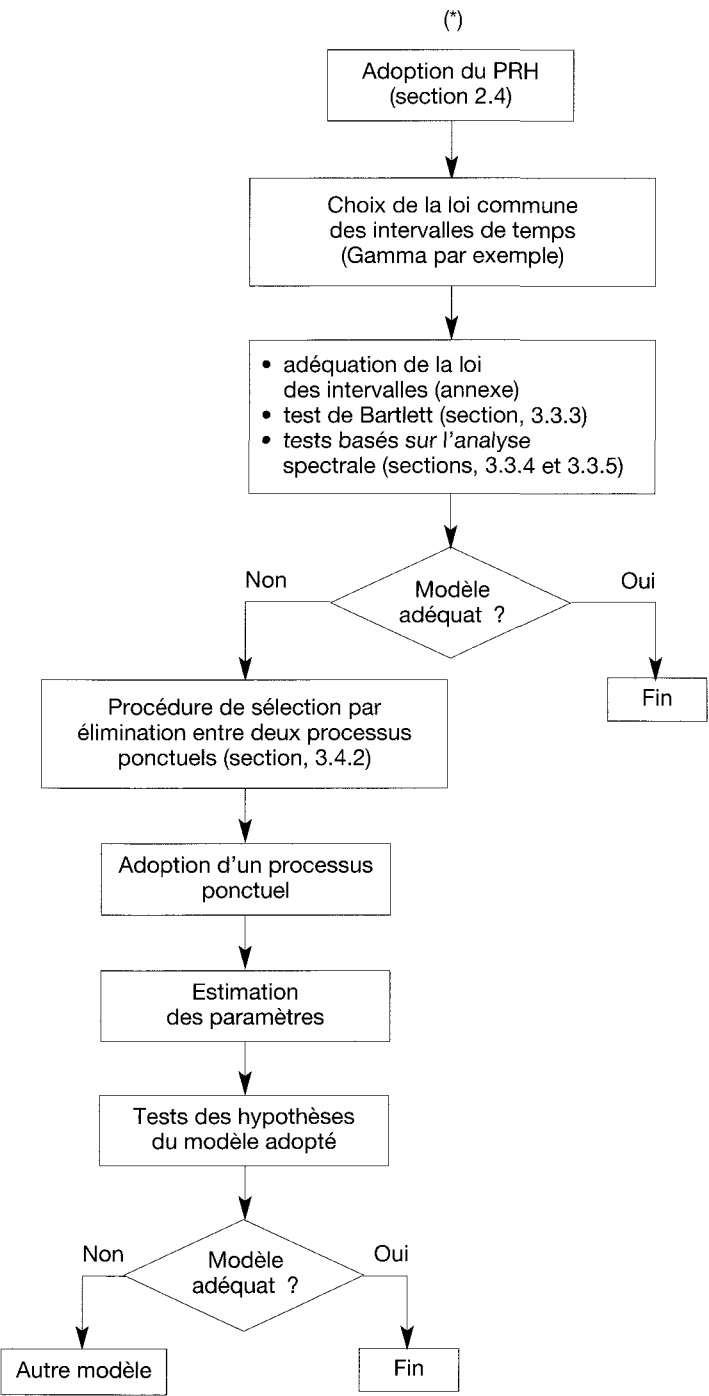 (*)
Adoption du PRH
(section 2.4)
Choix de la loi commune
des intervalles de temps
(Gamma par exemple)
• adéquation de la loi
des intervalles (annexe)
• test de Bartlett (section, 3.3.3)
• tests basés sur l'analyse
spectrale (sections, 3.3.4 et 3.3.5)
Non
Modèle
adéquat ?
Oui
Fin
Procédure de sélection par
élimination entre deux processus
ponctuels (section, 3.4.2)
Adoption d'un processus
ponctuel
Estimation
des paramètres
Tests des hypothèses
du modèle adopté
Non
Modèle
adéquat ?
Oui
Autre modèle
Fin